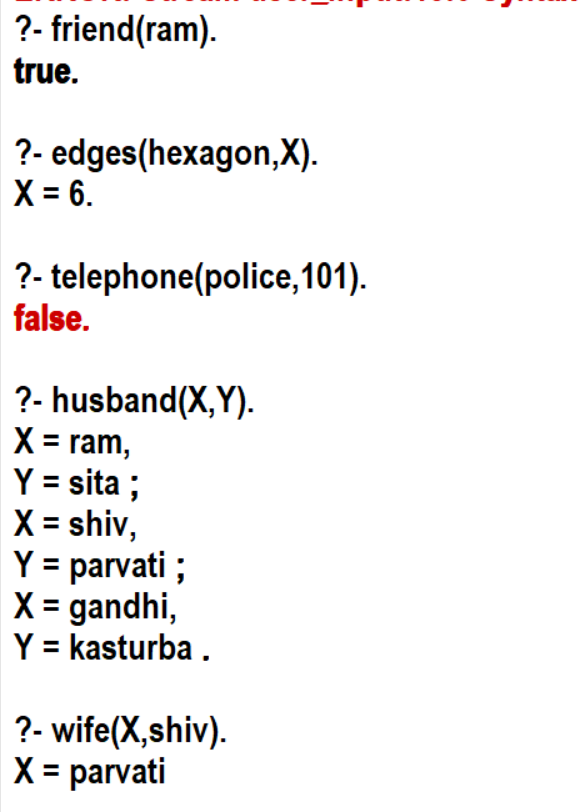 ?- friend(ram).
true.
?- edges(hexagon,X).
X = 6.
?- telephone(police,101).
false.
?- husband(X,Y).
X = ram,
Y = sita ;
X = shiv,
Y = parvati ;
X = gandhi,
Y = kasturba .
?- wife(X,shiv).
X = parvati